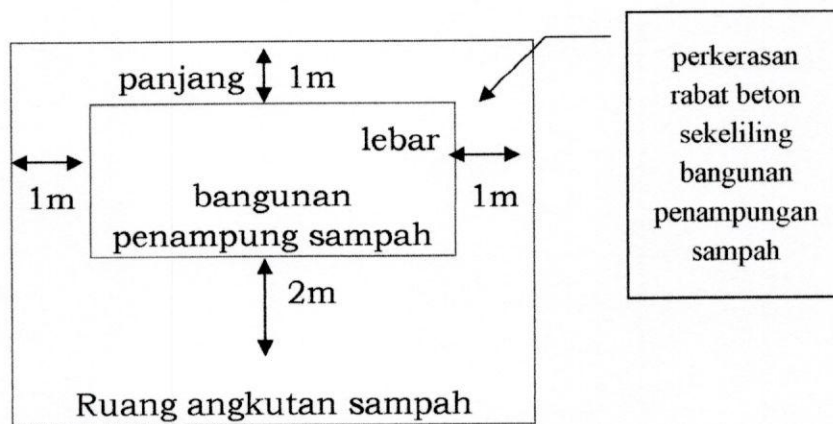 panjang 1m
lebar
1m
1m
bangunan
penampung sampah
2m
Ruang angkutan sampah
perkerasan
rabat beton
sekeliling
bangunan
penampungan
sampah